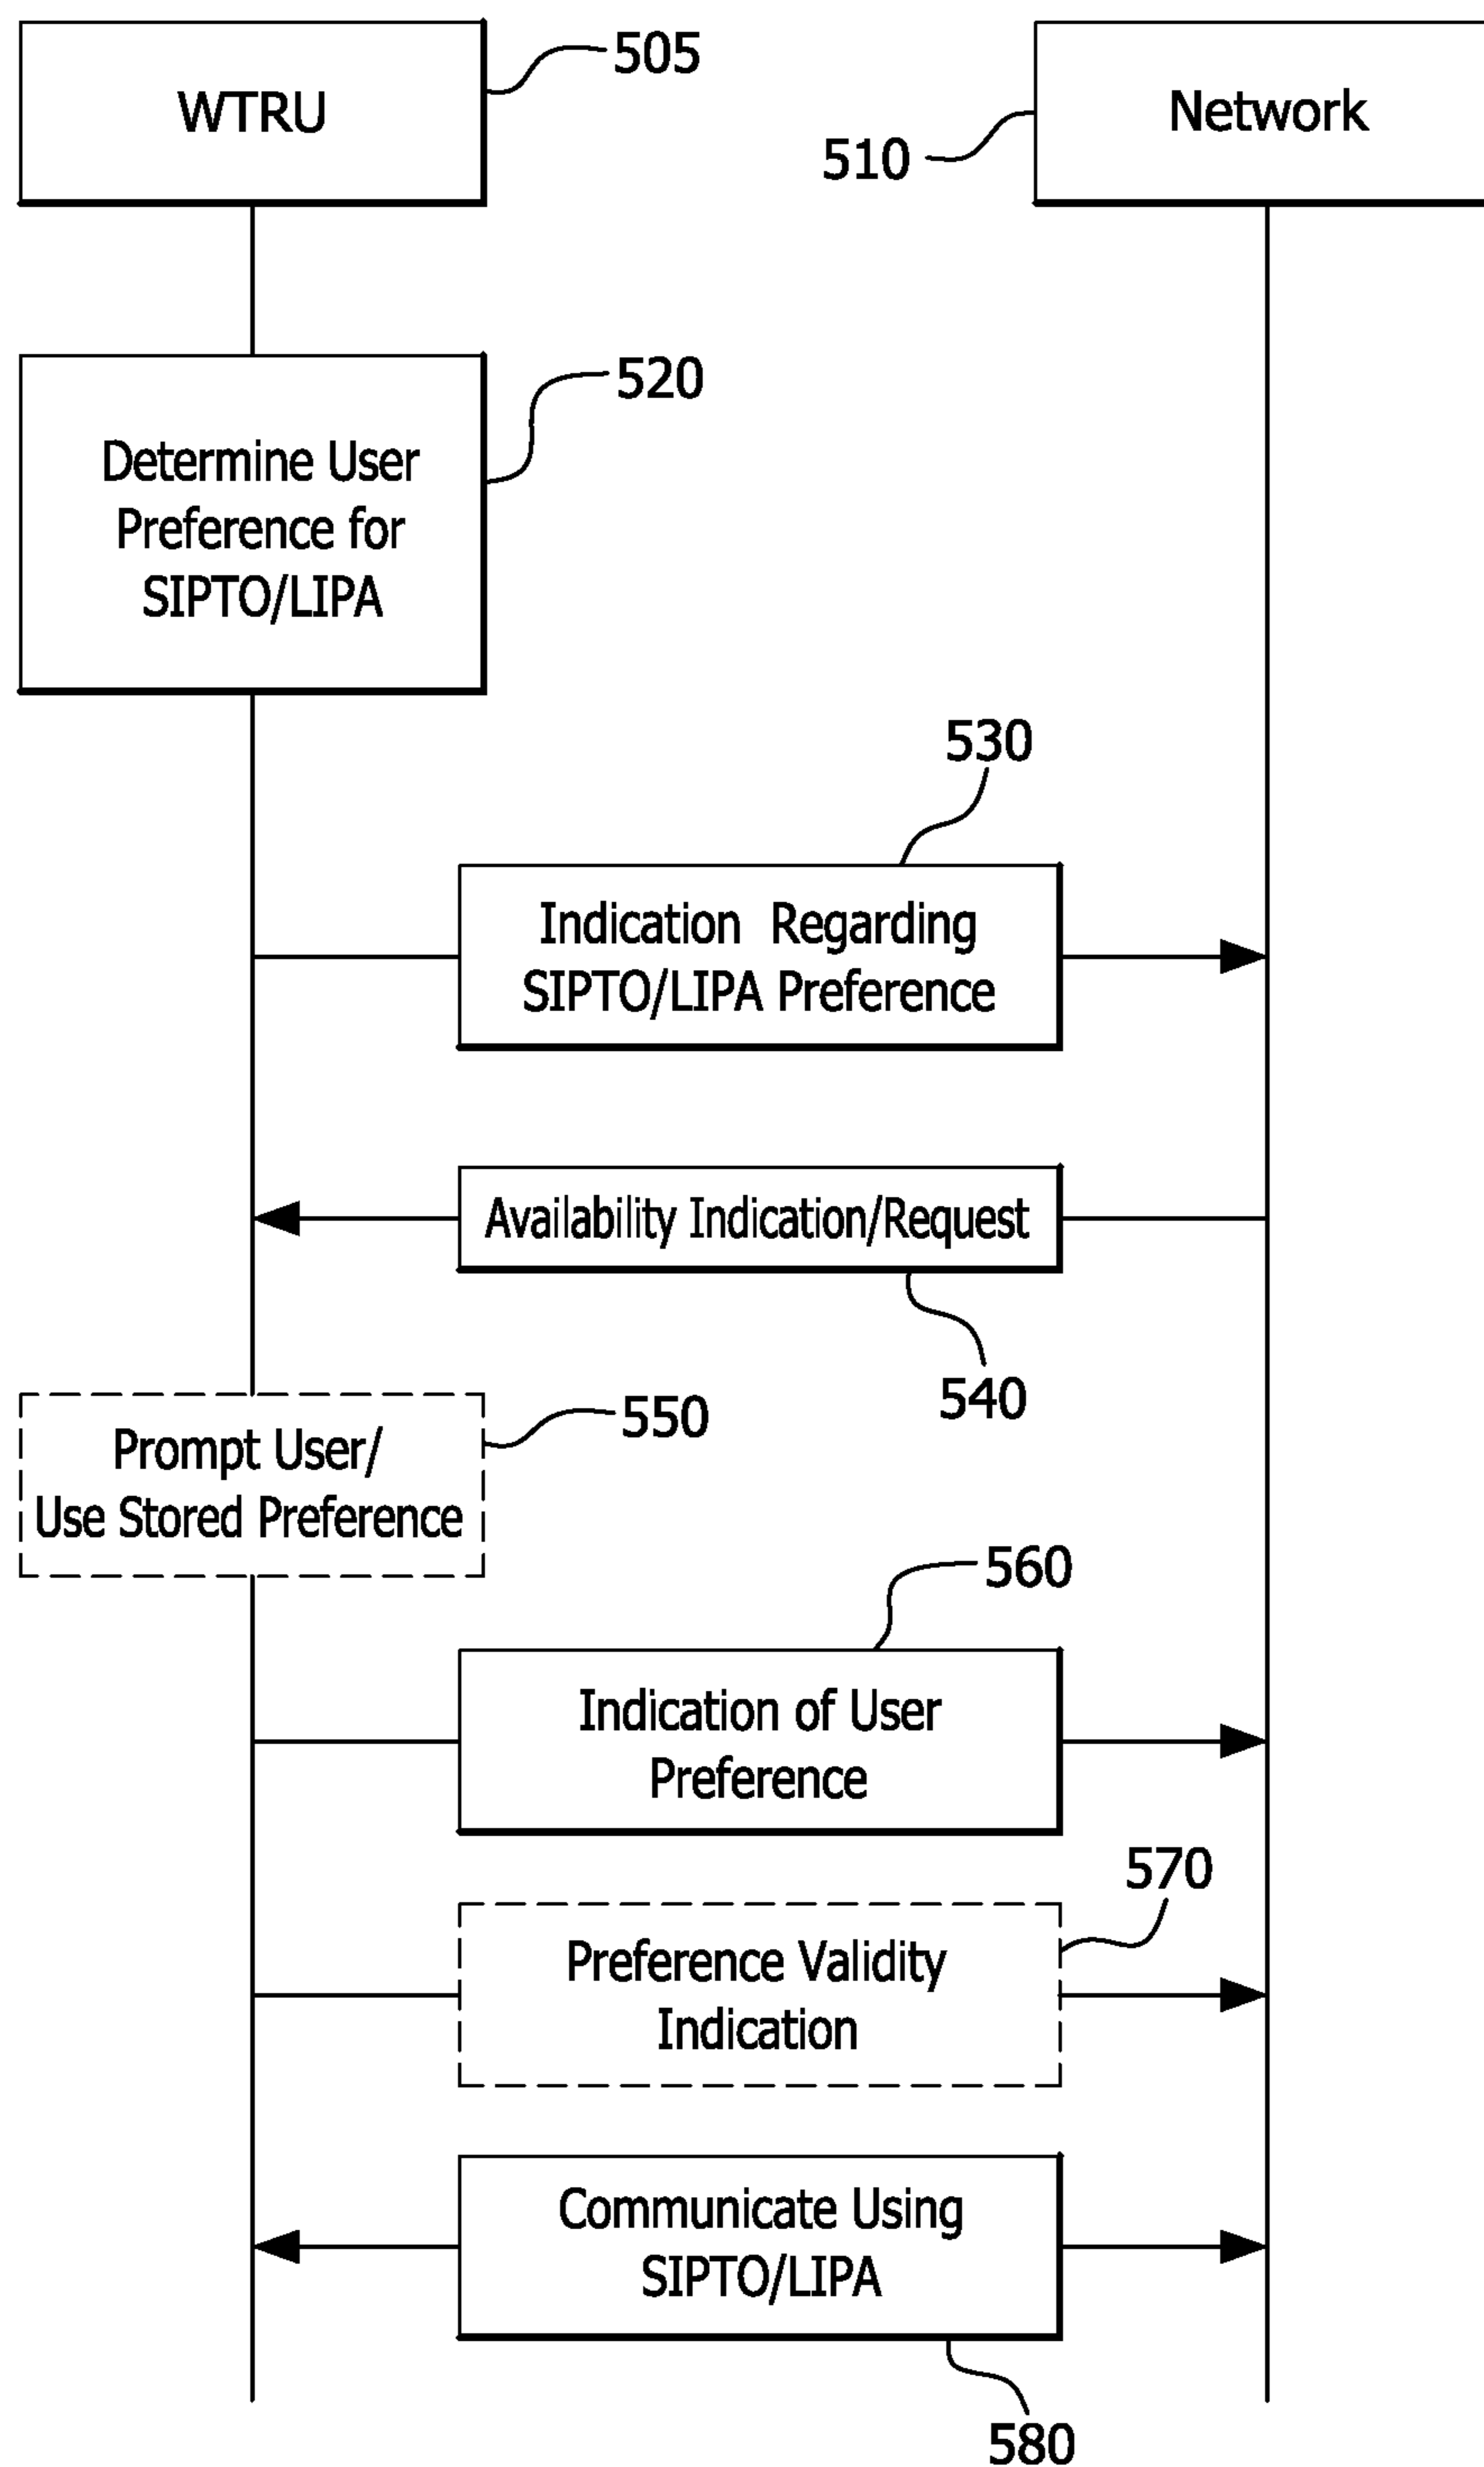 WTRU
505
Network
510
520
Determine User
Preference for
SIPTO/LIPA
530
Indication Regarding
SIPTO/LIPA Preference
Availability Indication/Request
540
550
Prompt User/
Use Stored Preference
560
Indication of User
Preference
570
Preference Validity
Indication
Communicate Using
SIPTO/LIPA
580